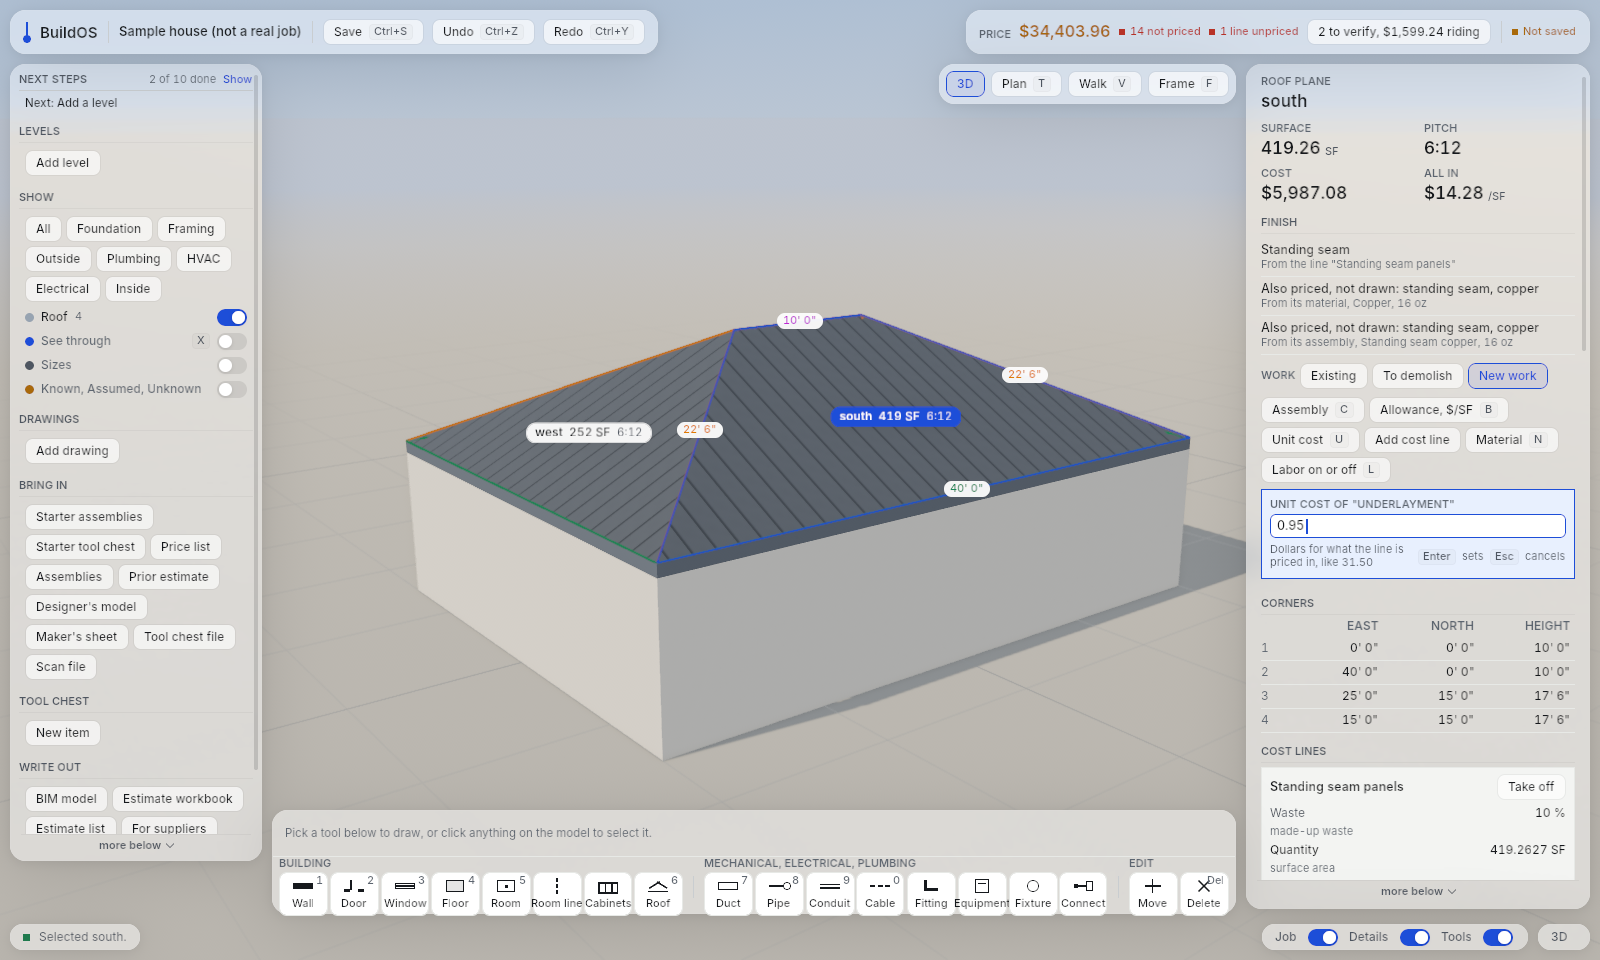 BuildOS
Sample house (not a real job)
Save Ctrl+S
Undo Ctrl+Z
Redo Ctrl+Y
PRICE $34,403.96
14 not priced
1 line unpriced
2 to verify, $1,599.24 riding
Not saved
NEXT STEPS 2 of 10 done Show
Next: Add a level
LEVELS
Add level
SHOW
All Foundation Framing
Outside Plumbing HVAC
Electrical Inside
Roof 4
See through X
Sizes
Known, Assumed, Unknown
DRAWINGS
Add drawing
BRING IN
Starter assemblies
Starter tool chest Price list
Assemblies Prior estimate
Designer's model
Maker's sheet Tool chest file
Scan file
TOOL CHEST
New item
WRITE OUT
BIM model Estimate workbook
Estimate list For suppliers
more below
3D Plan T Walk V Frame F
10' 0"
22' 6"
south 419 SF 6:12
west 252 SF 6:12
22' 6"
40' 0"
ROOF PLANE
south
SURFACE PITCH
419.26 SF 6:12
COST ALL IN
$5,987.08 $14.28 /SF
FINISH
Standing seam
From the line "Standing seam panels"
Also priced, not drawn: standing seam, copper
From its material, Copper, 16 oz
Also priced, not drawn: standing seam, copper
From its assembly, Standing seam copper, 16 oz
WORK Existing To demolish New work
Assembly C Allowance, $/SF B
Unit cost U Add cost line Material N
Labor on or off L
UNIT COST OF "UNDERLAYMENT"
0.95
Dollars for what the line is
priced in, like 31.50
Enter sets Esc cancels
CORNERS
EAST NORTH HEIGHT
1 0' 0" 0' 0" 10' 0"
2 40' 0" 0' 0" 10' 0"
3 25' 0" 15' 0" 17' 6"
4 15' 0" 15' 0" 17' 6"
COST LINES
Standing seam panels Take off
Waste 10 %
made-up waste
Quantity 419.2627 SF
surface area
more below
Pick a tool below to draw, or click anything on the model to select it.
BUILDING
1 Wall
2 Door
3 Window
4 Floor
5 Room
Room line
Cabinets
6 Roof
MECHANICAL, ELECTRICAL, PLUMBING
7 Duct
8 Pipe
9 Conduit
0 Cable
Fitting
Equipment
Fixture
Connect
EDIT
Move
Del Delete
Selected south.
Job Details Tools 3D